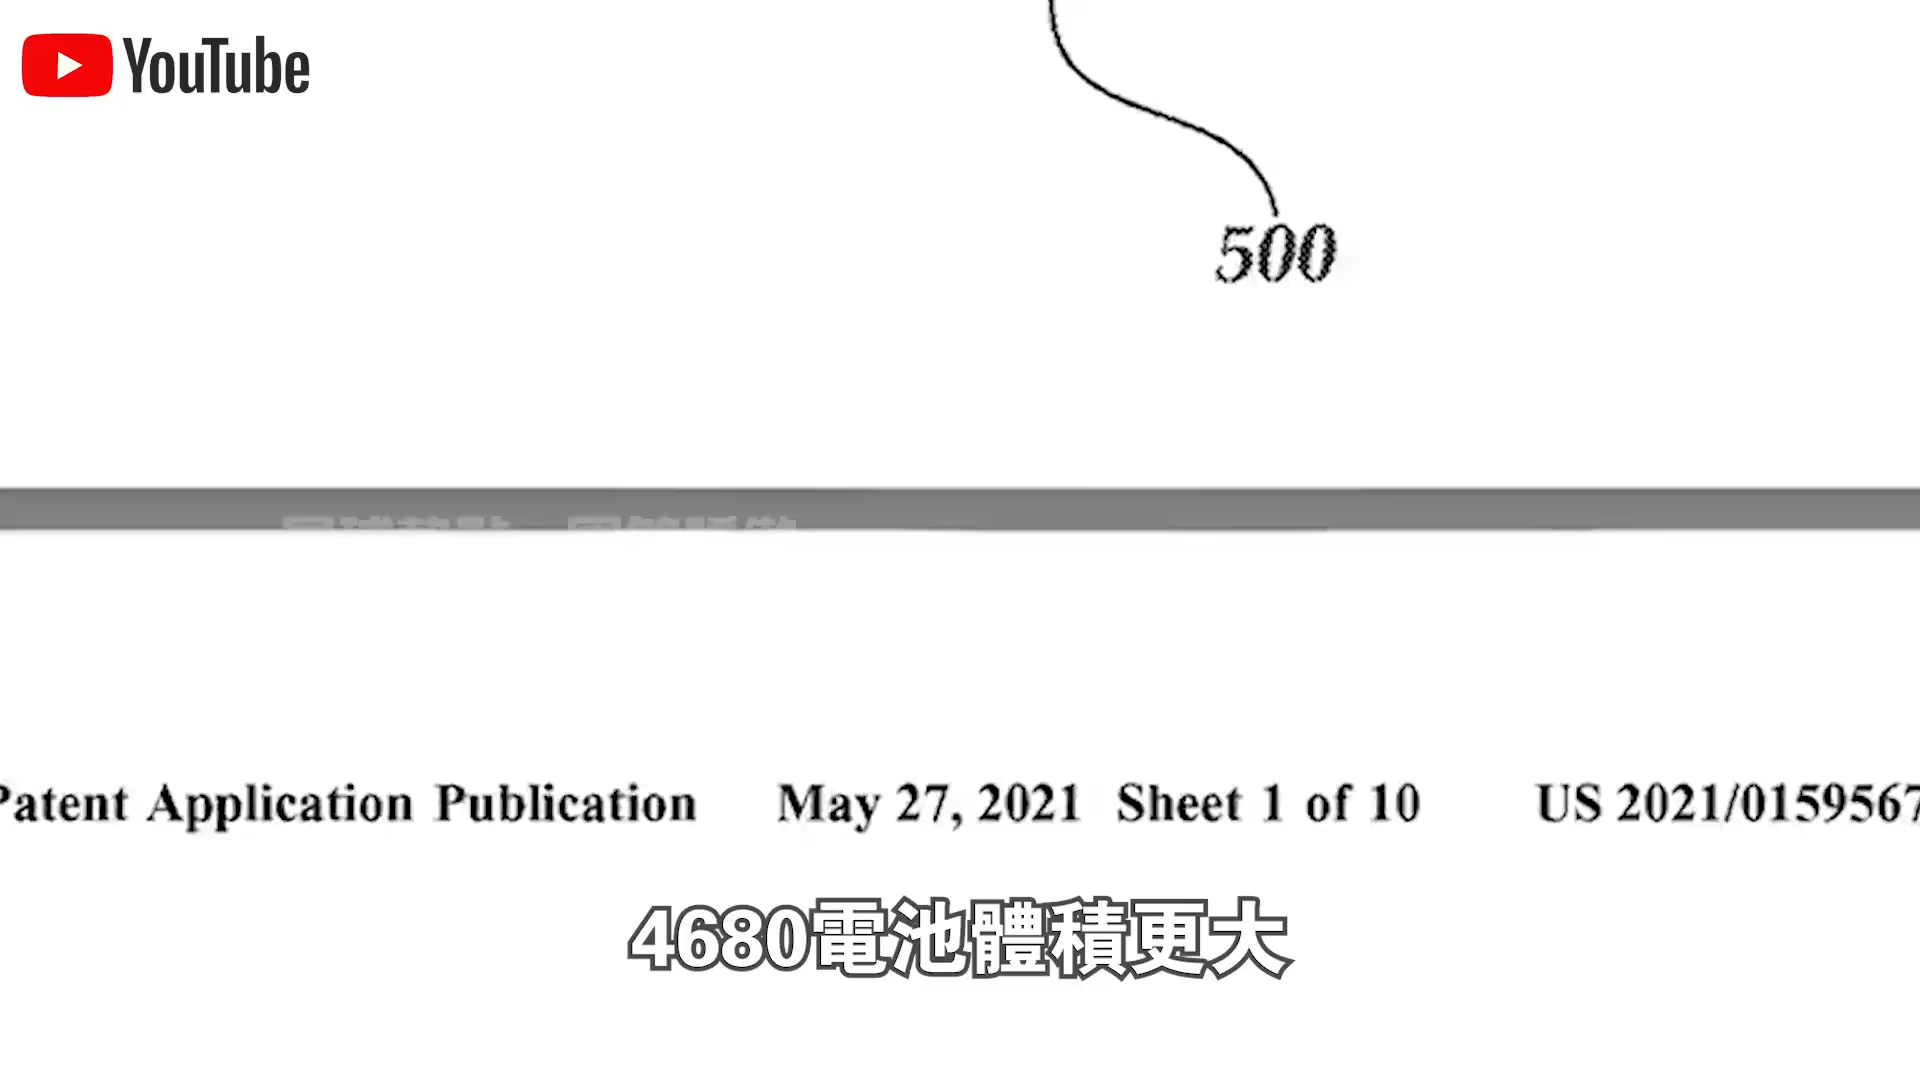 YouTube
500
Patent Application Publication May 27, 2021 Sheet 1 of 10 US 2021/0159567
4680電池體積更大